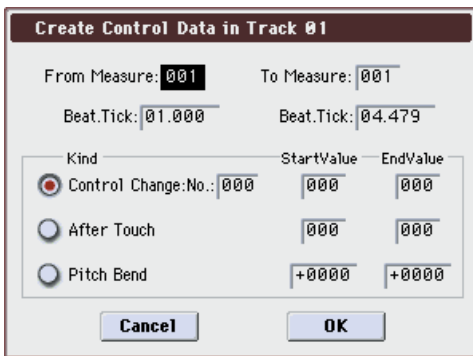 Create Control Data in Track 01
From Measure: 001 To Measure: 001
Beat.Tick: 01.000 Beat.Tick: 04.479
Kind StartValue EndValue
Control Change:No.: 000 000 000
After Touch 000 000
Pitch Bend +0000 +0000
Cancel OK